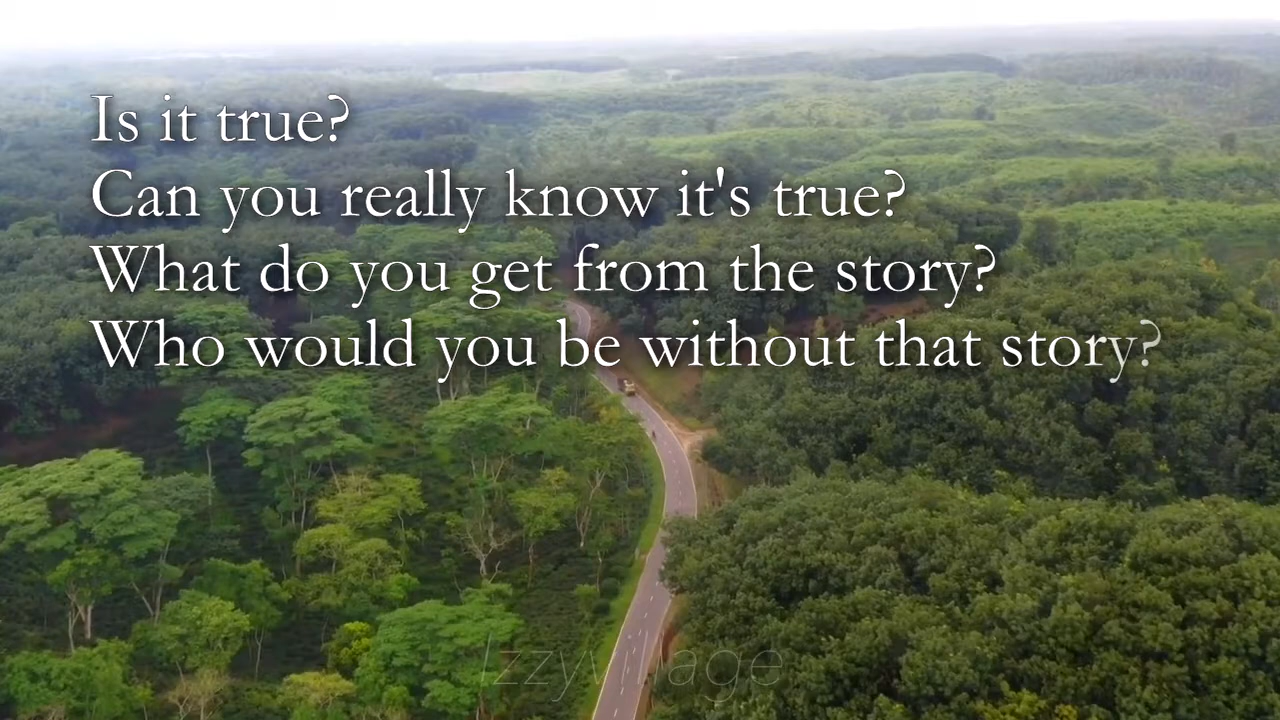 Is it true?
Can you really know it's true?
What do you get from the story?
Who would you be without that story?
Izzyvillage